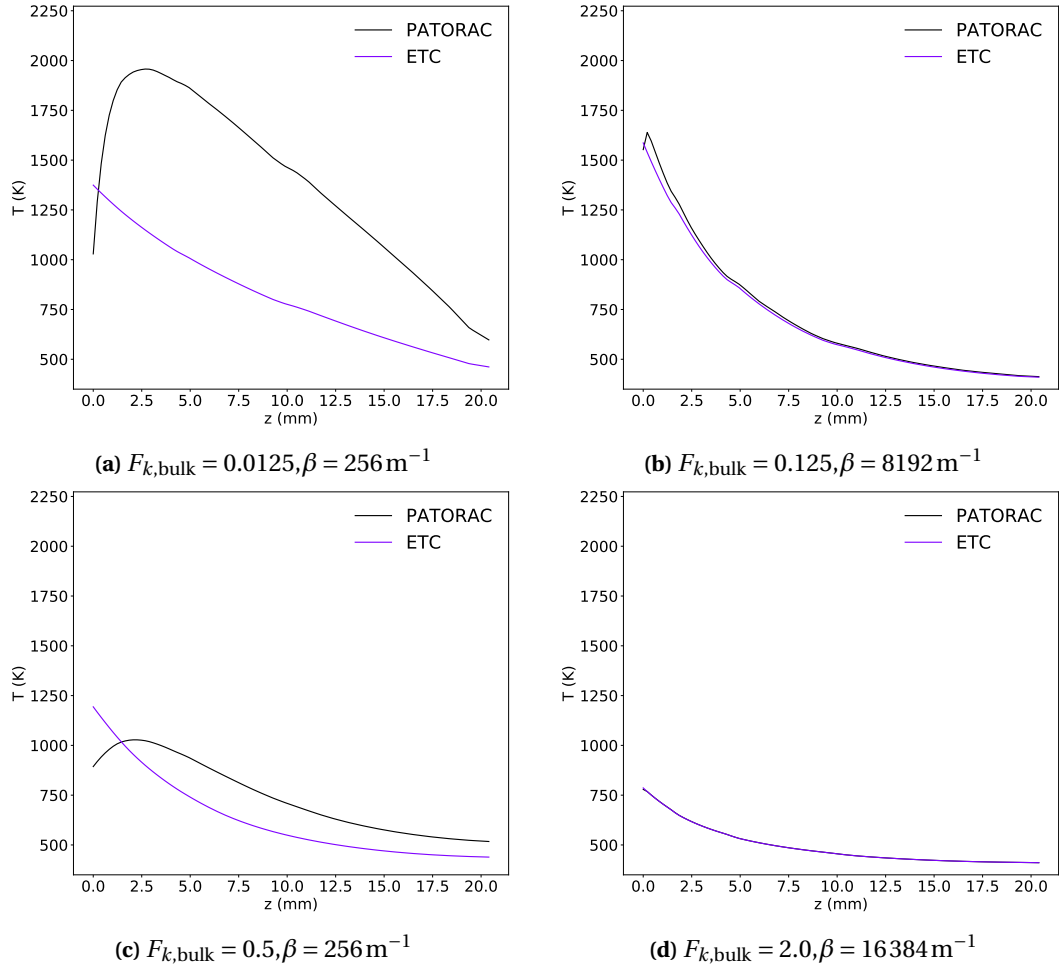 2250
2000
1750
1500
1250
1000
750
500
T (K)
PATORAC
ETC
0.0 2.5 5.0 7.5 10.0 12.5 15.0 17.5 20.0
z (mm)
(a) F_{k,bulk} = 0.0125, β = 256 m⁻¹
2250
2000
1750
1500
1250
1000
750
500
T (K)
PATORAC
ETC
0.0 2.5 5.0 7.5 10.0 12.5 15.0 17.5 20.0
z (mm)
(b) F_{k,bulk} = 0.125, β = 8192 m⁻¹
2250
2000
1750
1500
1250
1000
750
500
T (K)
PATORAC
ETC
0.0 2.5 5.0 7.5 10.0 12.5 15.0 17.5 20.0
z (mm)
(c) F_{k,bulk} = 0.5, β = 256 m⁻¹
2250
2000
1750
1500
1250
1000
750
500
T (K)
PATORAC
ETC
0.0 2.5 5.0 7.5 10.0 12.5 15.0 17.5 20.0
z (mm)
(d) F_{k,bulk} = 2.0, β = 16384 m⁻¹